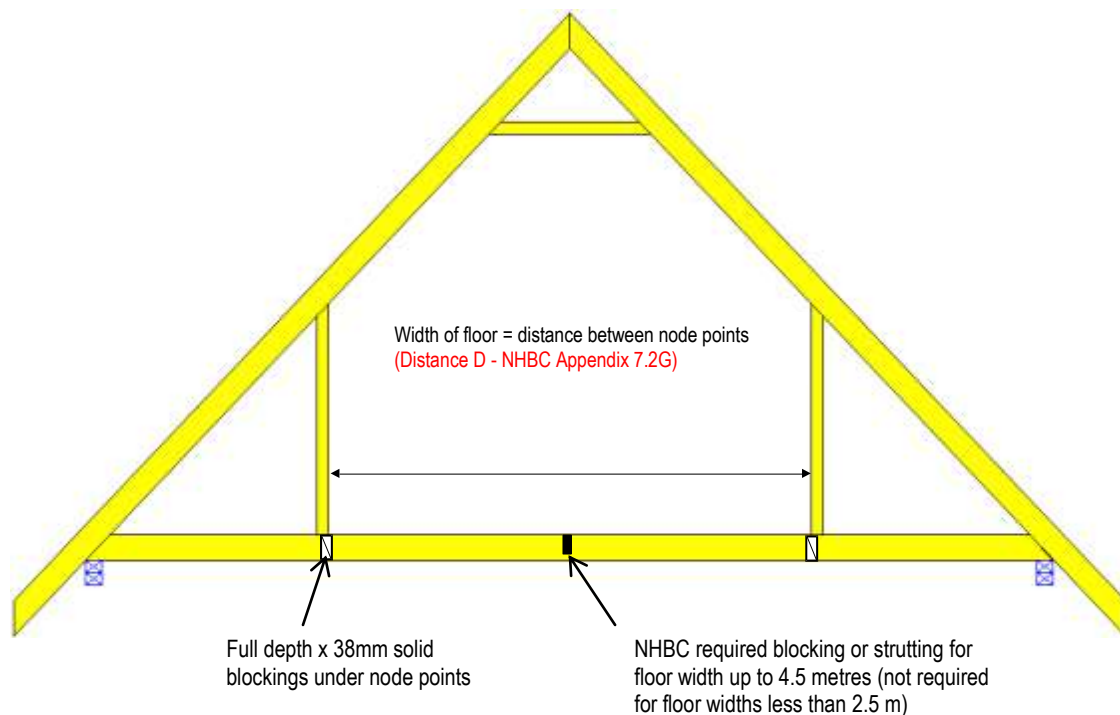 Width of floor = distance between node points
(Distance D - NHBC Appendix 7.2G)
Full depth x 38mm solid
blockings under node points
NHBC required blocking or strutting for
floor width up to 4.5 metres (not required
for floor widths less than 2.5 m)